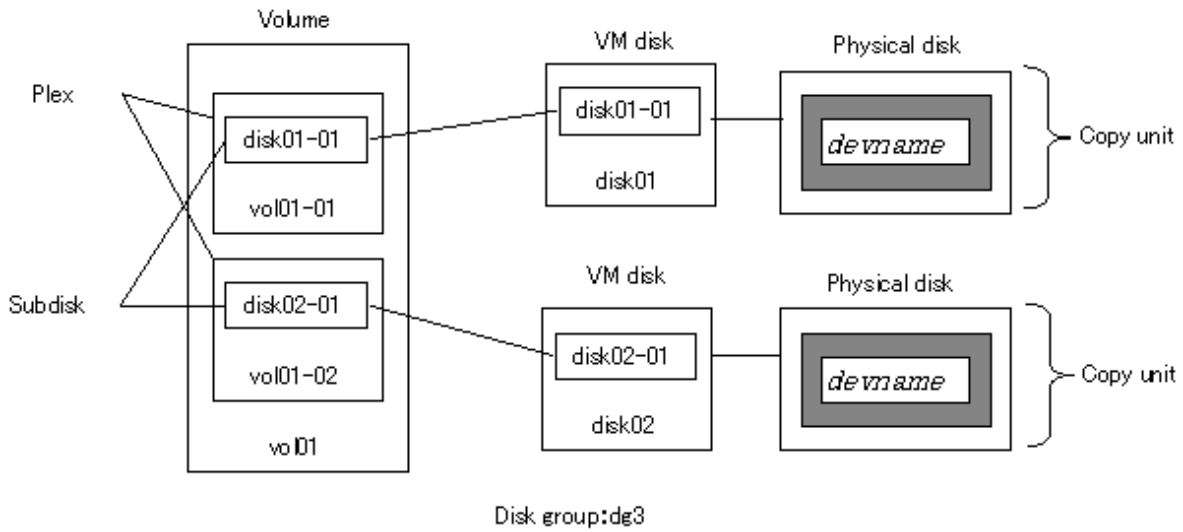 Volume
VM disk
Physical disk
Plex
disk01-01
disk01-01
devname
Copy unit
vol01-01
disk01
VM disk
Physical disk
Subdisk
disk02-01
disk02-01
devname
Copy unit
vol01-02
disk02
vol01
Disk group:dg3